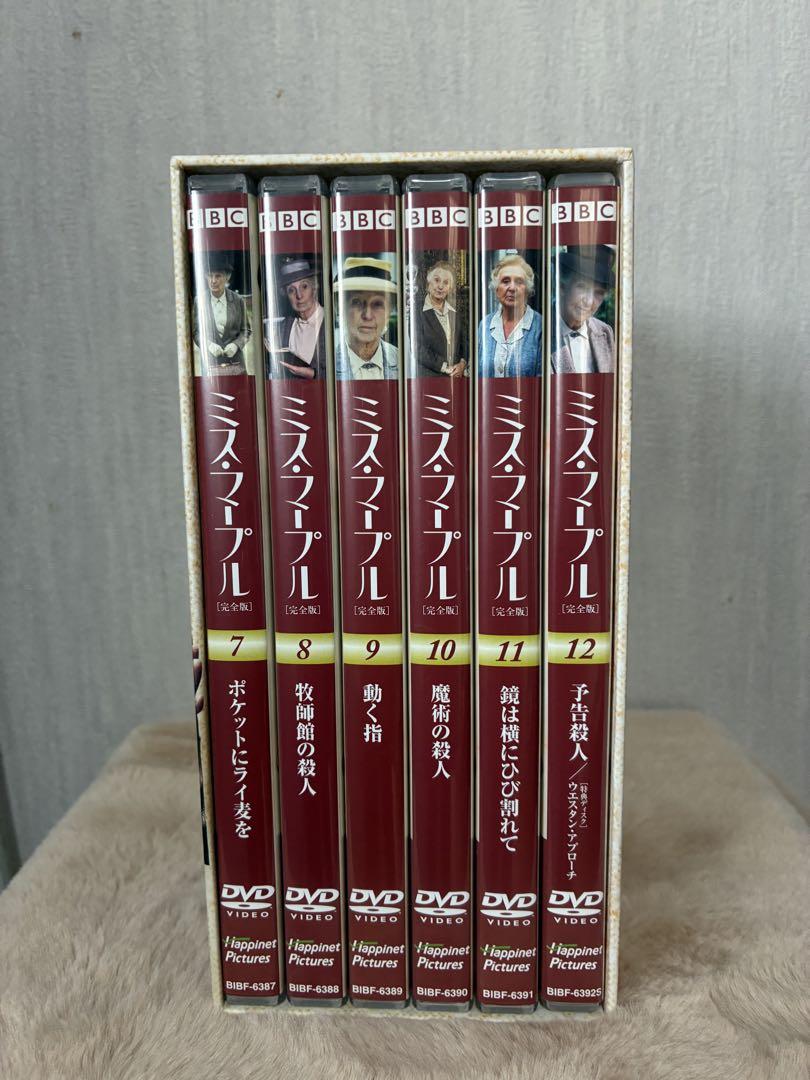 BBC
ミス・マープル
[完全版]
7
ポケットにライ麦を
DVD
VIDEO
Happinet
Pictures
BIBF-6387
BBC
ミス・マープル
[完全版]
8
牧師館の殺人
DVD
VIDEO
Happinet
Pictures
BIBF-6388
BBC
ミス・マープル
[完全版]
9
動く指
DVD
VIDEO
Happinet
Pictures
BIBF-6389
BBC
ミス・マープル
[完全版]
10
魔術の殺人
DVD
VIDEO
Happinet
Pictures
BIBF-6390
BBC
ミス・マープル
[完全版]
11
鏡は横にひび割れて
DVD
VIDEO
Happinet
Pictures
BIBF-6391
BBC
ミス・マープル
[完全版]
12
予告殺人/
[特典ディスク]
ウエスタン・アプローチ
DVD
VIDEO
Happinet
Pictures
BIBF-6392S